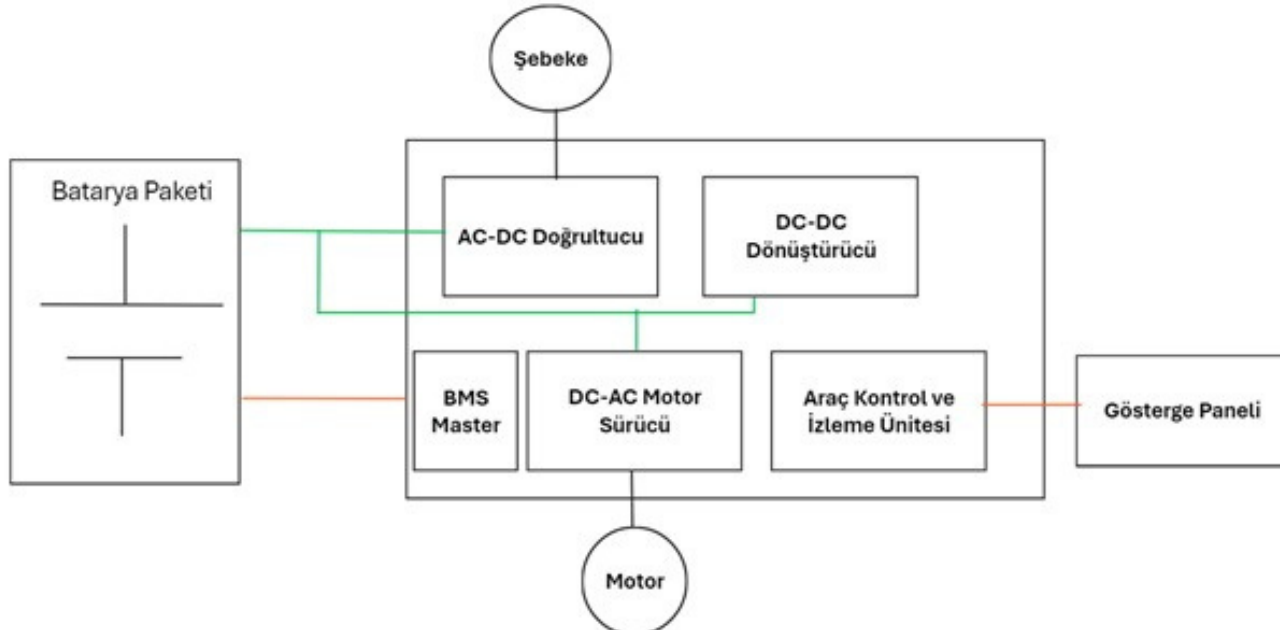 Şebeke
Batarya Paketi
AC-DC Doğrultucu
DC-DC
Dönüştürücü
BMS
Master
DC-AC Motor
Sürücü
Araç Kontrol ve
İzleme Ünitesi
Gösterge Paneli
Motor